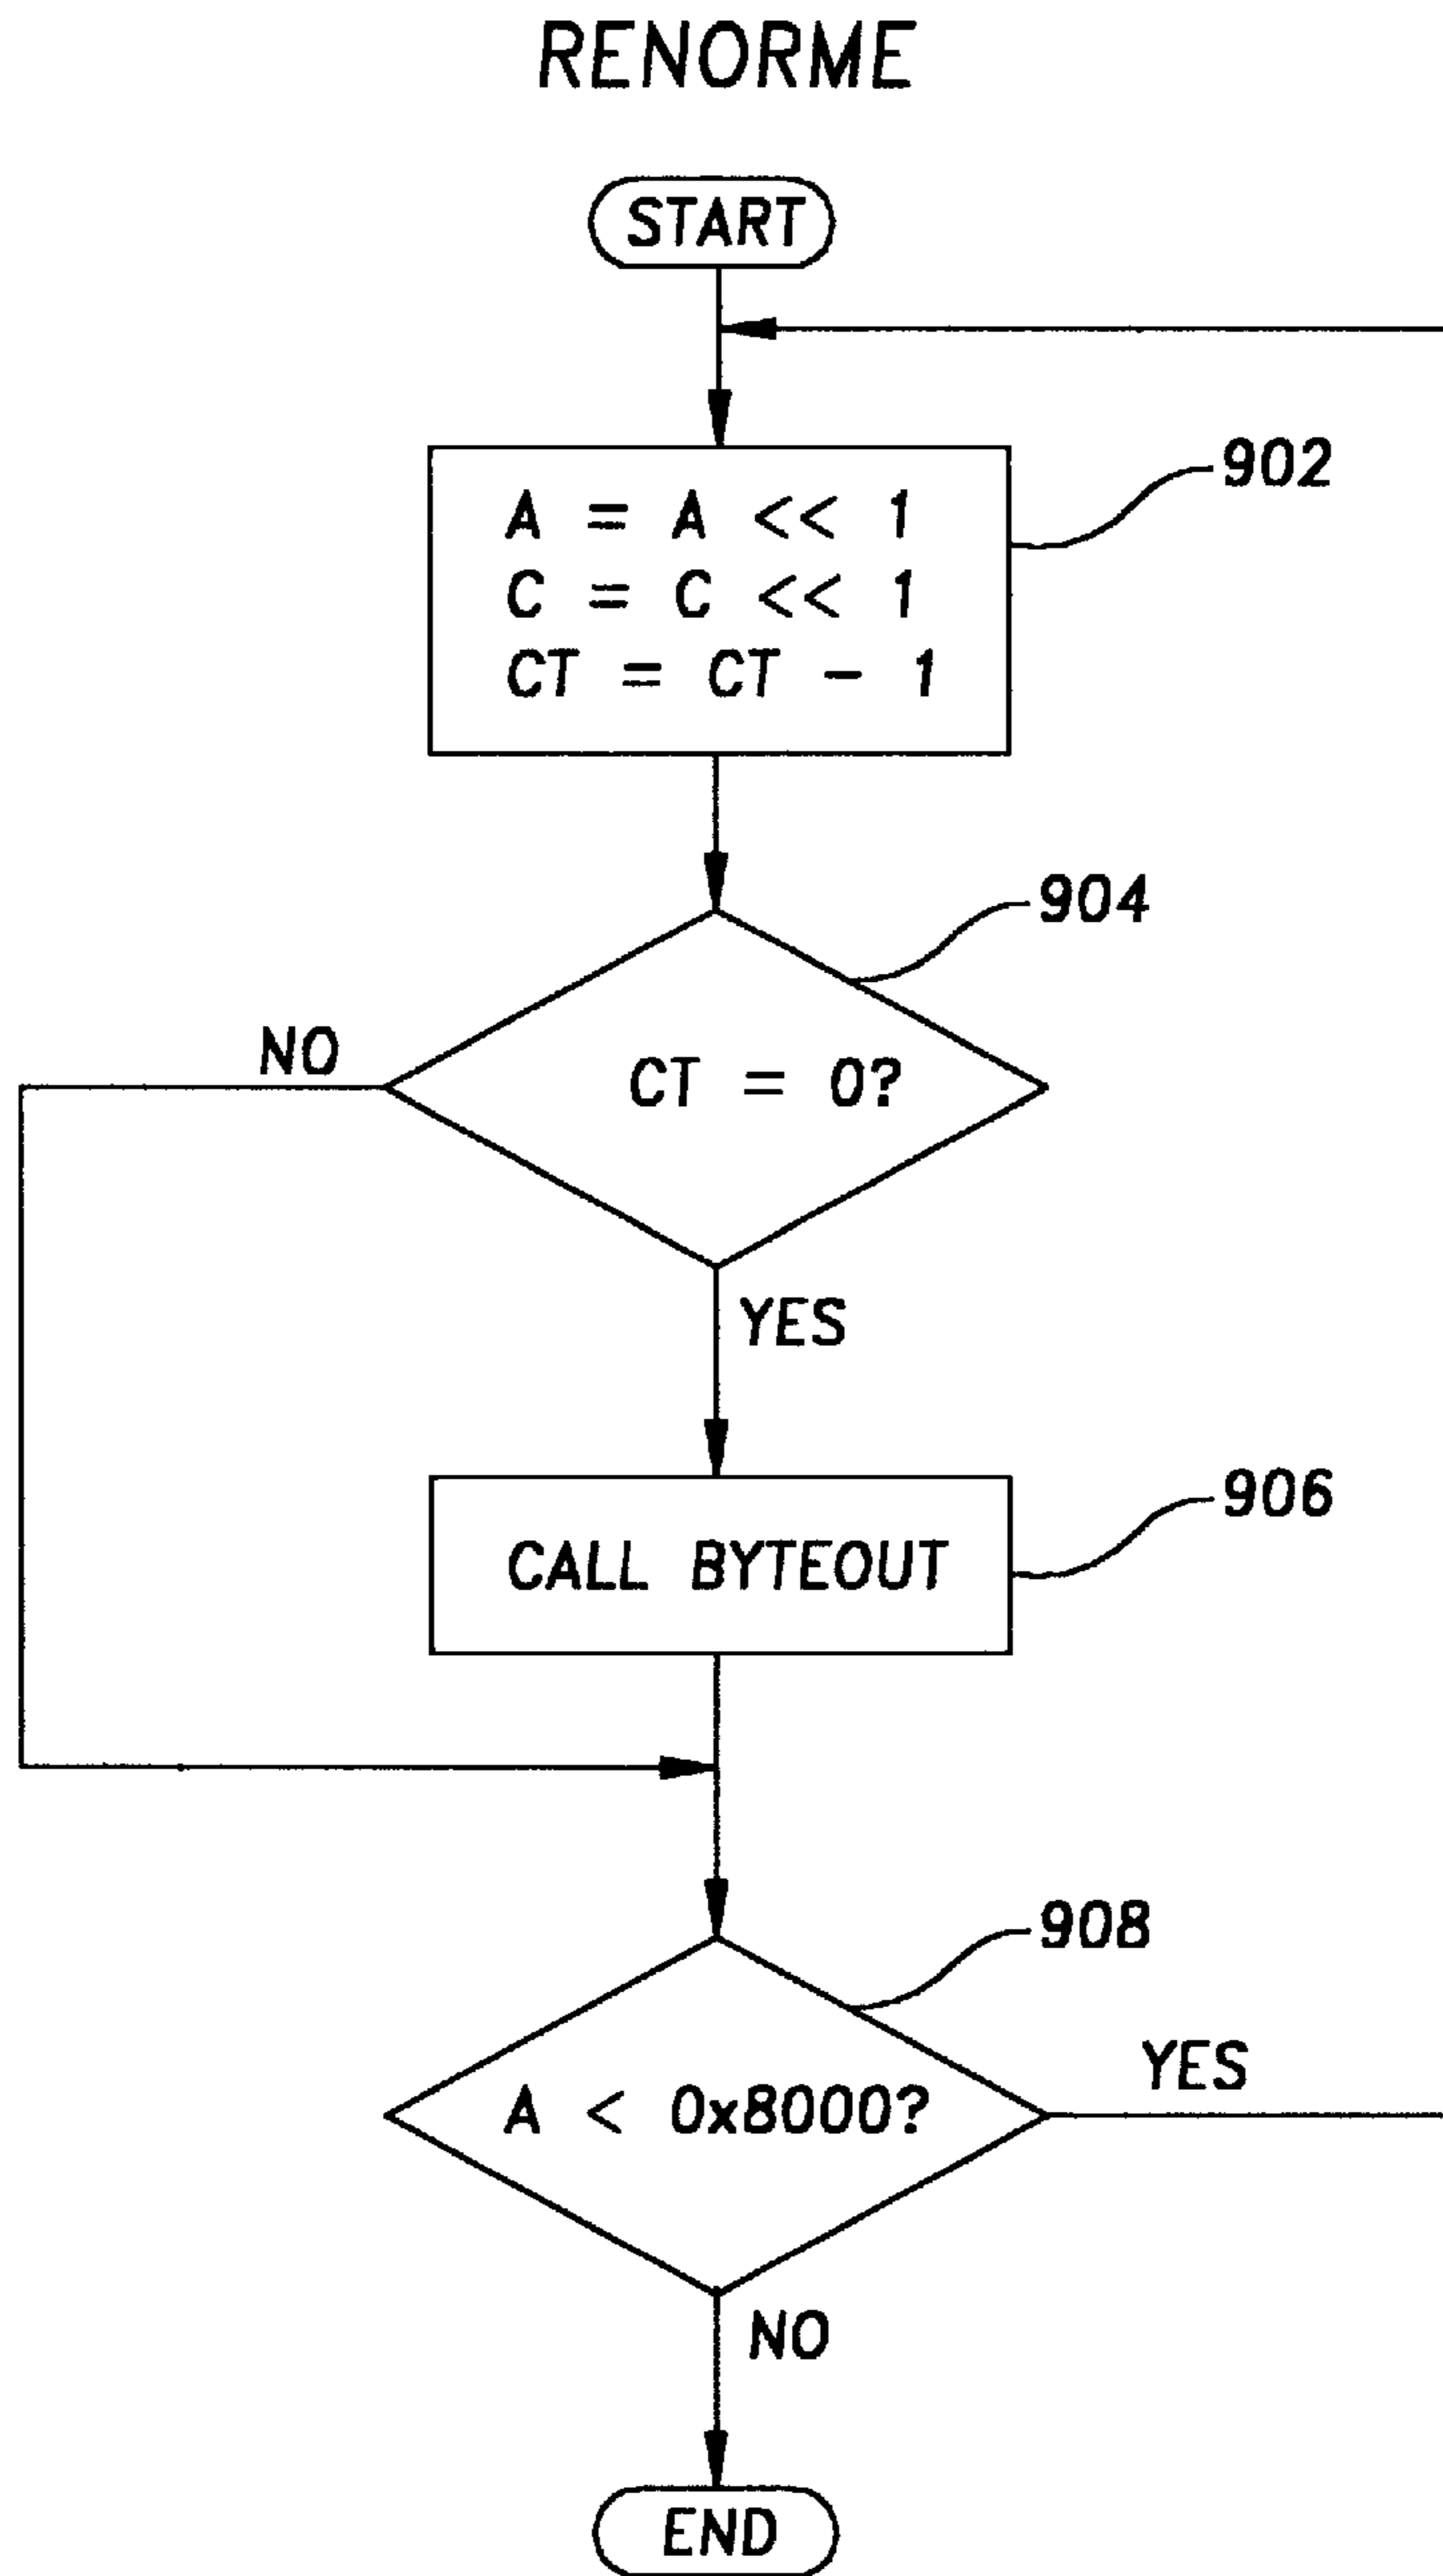 RENORME
START
902
A = A << 1
C = C << 1
CT = CT - 1
904
NO
CT = 0?
YES
906
CALL BYTEOUT
908
YES
A < 0x8000?
NO
END